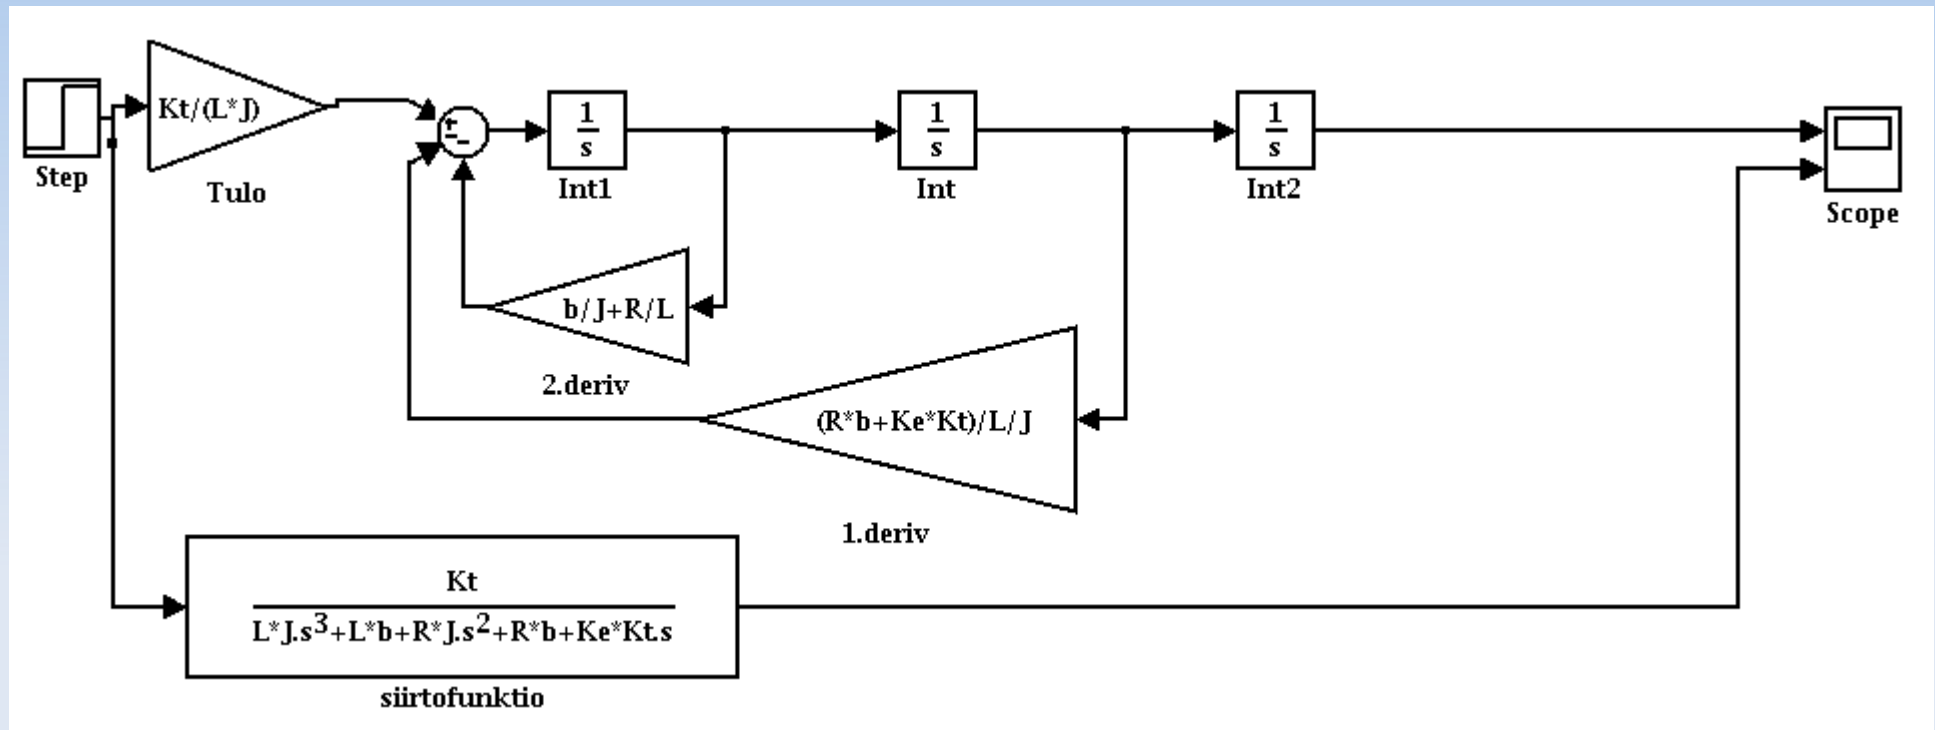 Step
Kt/(L*J)
Tulo
+
-
-
1
s
Int1
1
s
Int
1
s
Int2
Scope
b/J+R/L
2.deriv
(R*b+Ke*Kt)/L/J
1.deriv
Kt
L*J.s³+L*b+R*J.s²+R*b+Ke*Kt.s
siirtofunktio